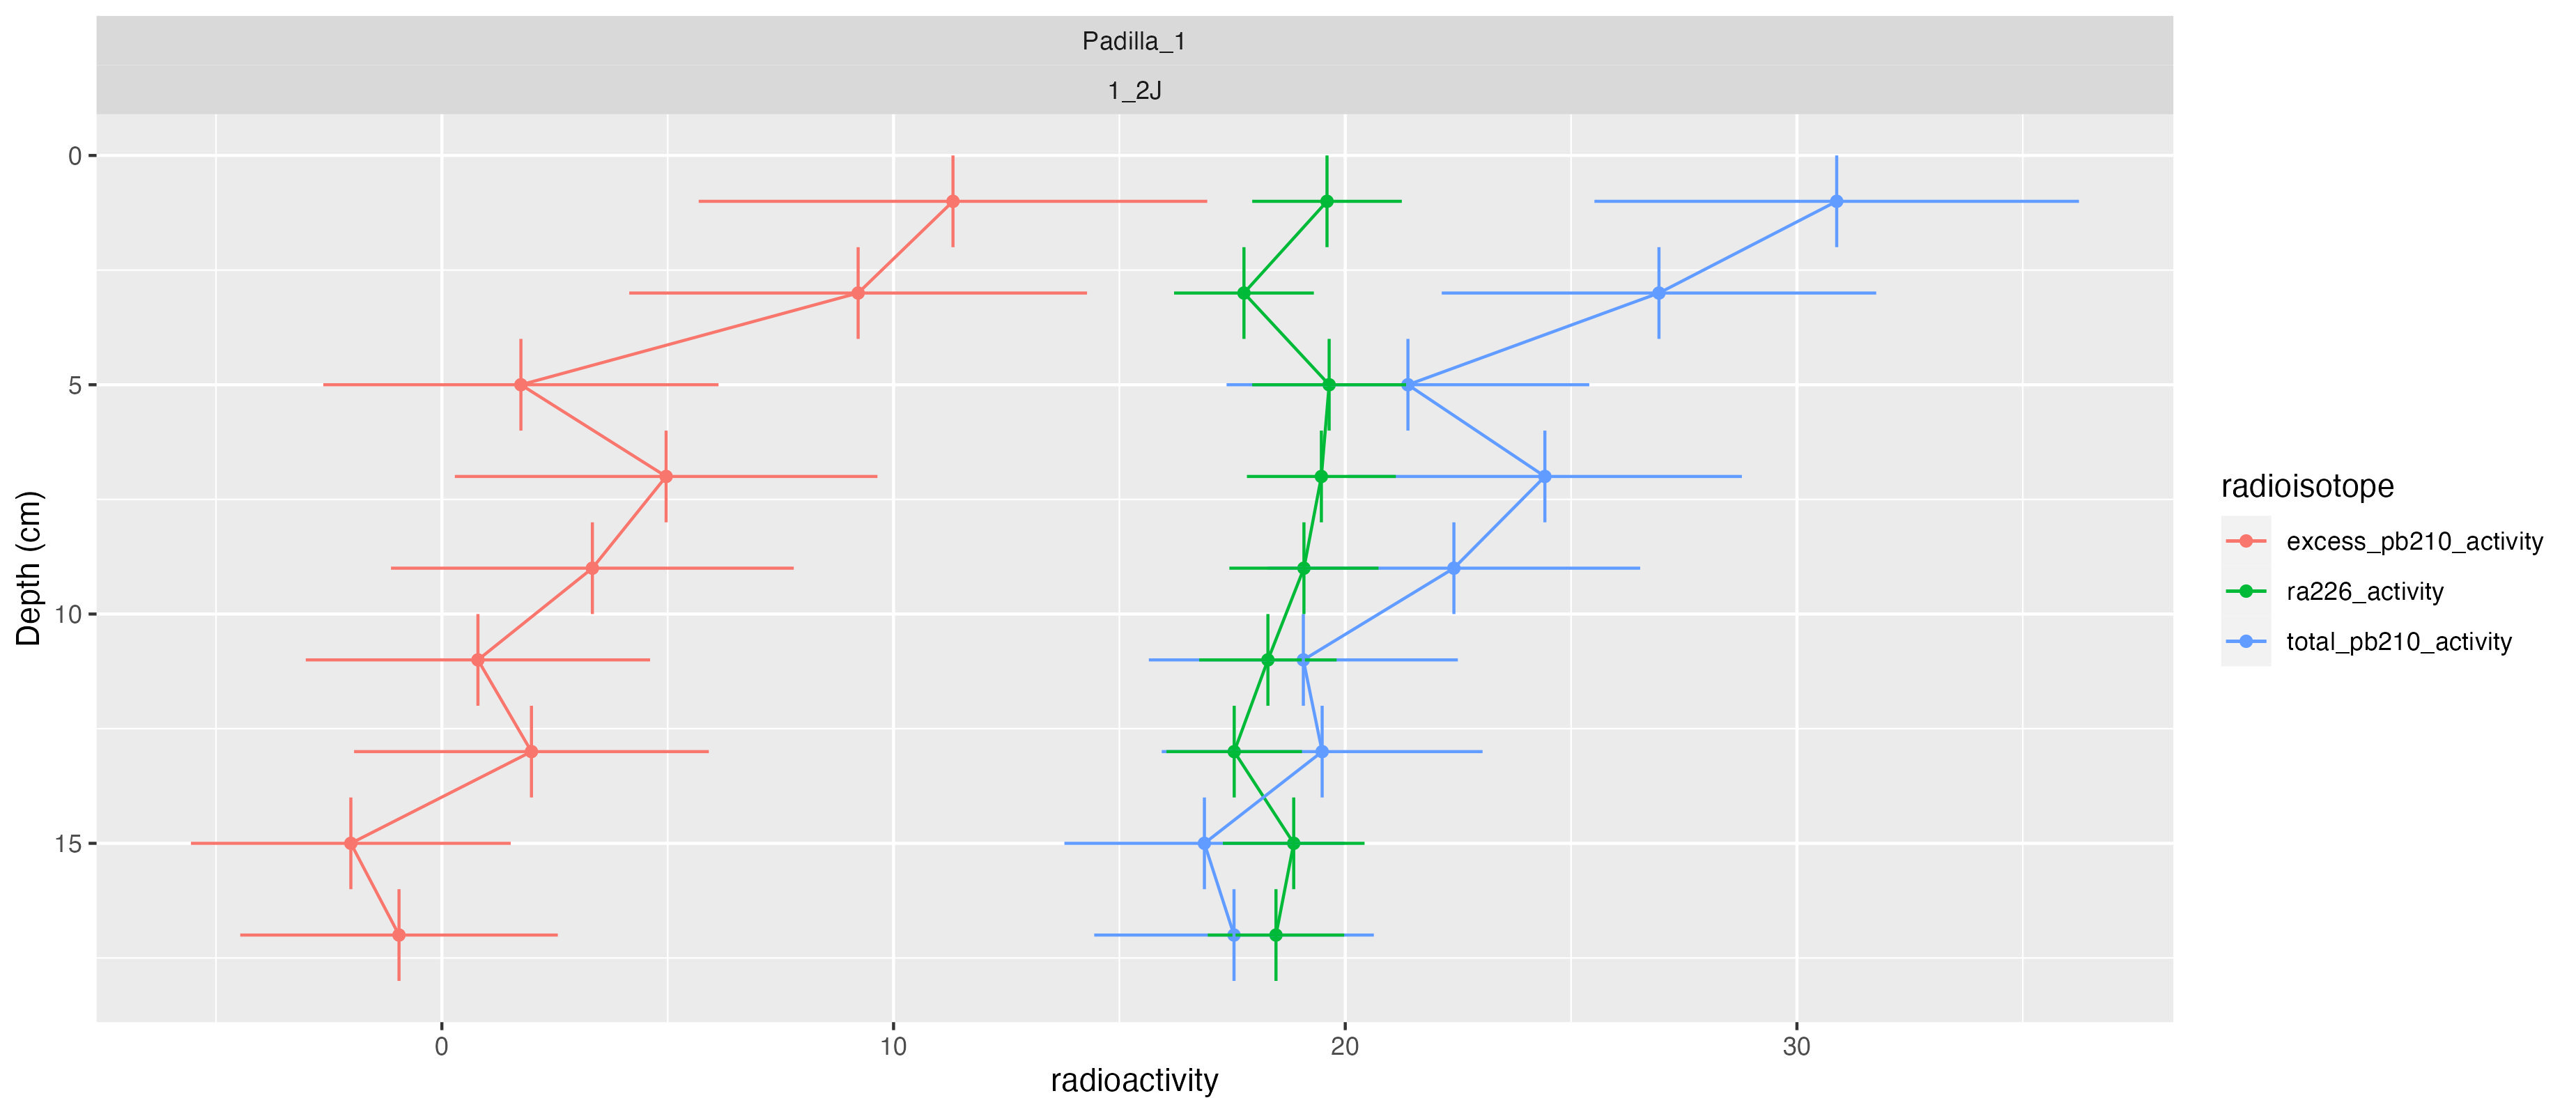 Padilla_1
1_2J
0
5
10
15
Depth (cm)
0 10 20 30
radioactivity
radioisotope
excess_pb210_activity
ra226_activity
total_pb210_activity